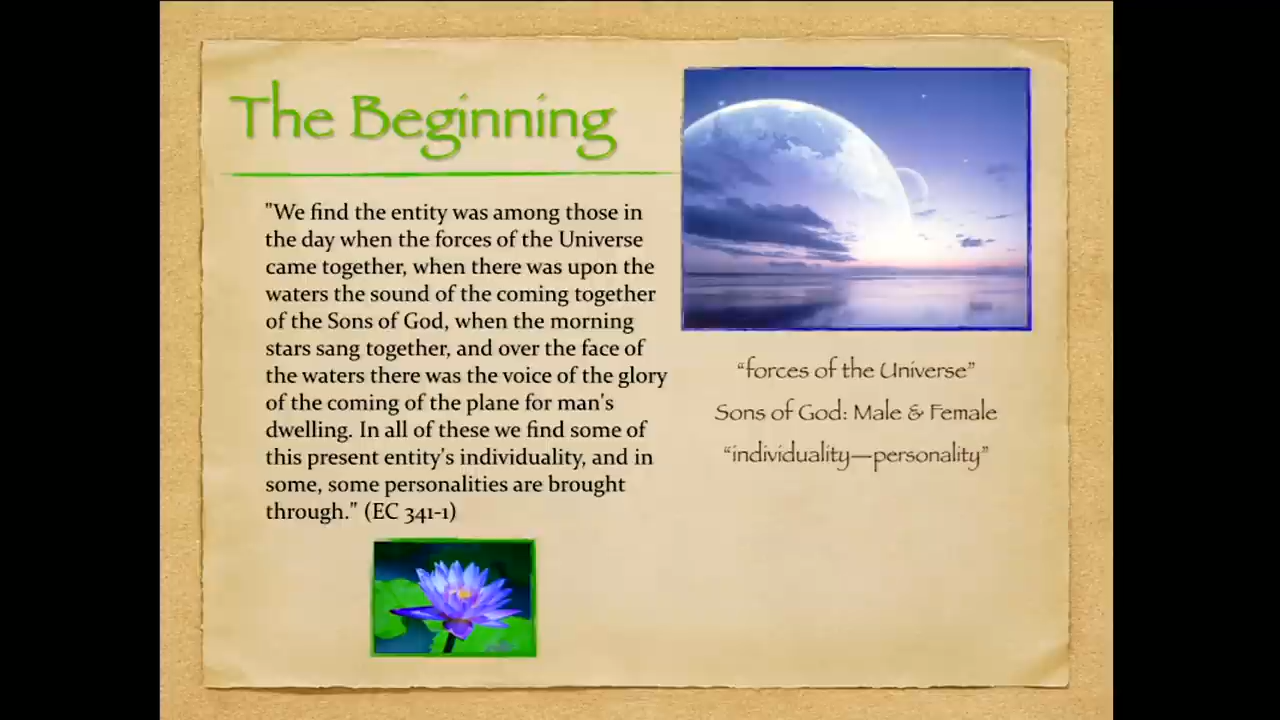 The Beginning
"We find the entity was among those in
the day when the forces of the Universe
came together, when there was upon the
waters the sound of the coming together
of the Sons of God, when the morning
stars sang together, and over the face of
the waters there was the voice of the glory
of the coming of the plane for man's
dwelling. In all of these we find some of
this present entity's individuality, and in
some, some personalities are brought
through." (EC 341-1)
“forces of the Universe”
Sons of God: Male & Female
“individuality—personality”